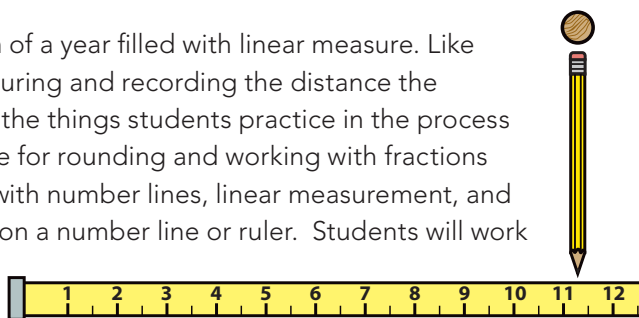 of a year filled with linear measure. Like
uring and recording the distance the
the things students practice in the process
e for rounding and working with fractions
with number lines, linear measurement, and
on a number line or ruler. Students will work
1 2 3 4 5 6 7 8 9 10 11 12